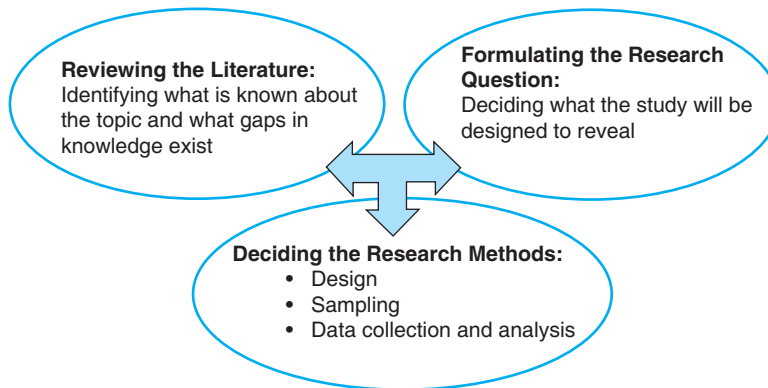 Reviewing the Literature:
Identifying what is known about
the topic and what gaps in
knowledge exist
Formulating the Research
Question:
Deciding what the study will be
designed to reveal
Deciding the Research Methods:
• Design
• Sampling
• Data collection and analysis